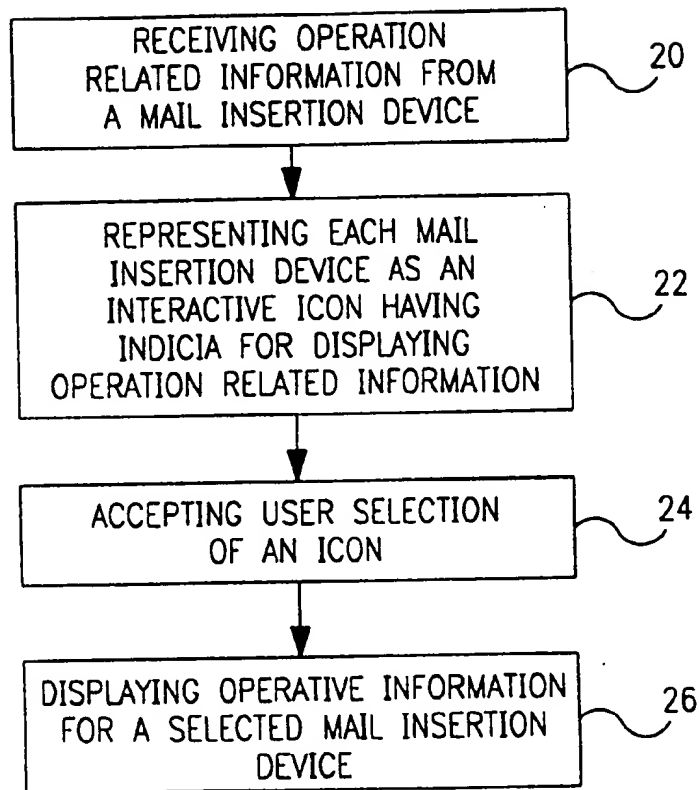 RECEIVING OPERATION
RELATED INFORMATION FROM
A MAIL INSERTION DEVICE
20
REPRESENTING EACH MAIL
INSERTION DEVICE AS AN
INTERACTIVE ICON HAVING
INDICIA FOR DISPLAYING
OPERATION RELATED INFORMATION
22
ACCEPTING USER SELECTION
OF AN ICON
24
DISPLAYING OPERATIVE INFORMATION
FOR A SELECTED MAIL INSERTION
DEVICE
26